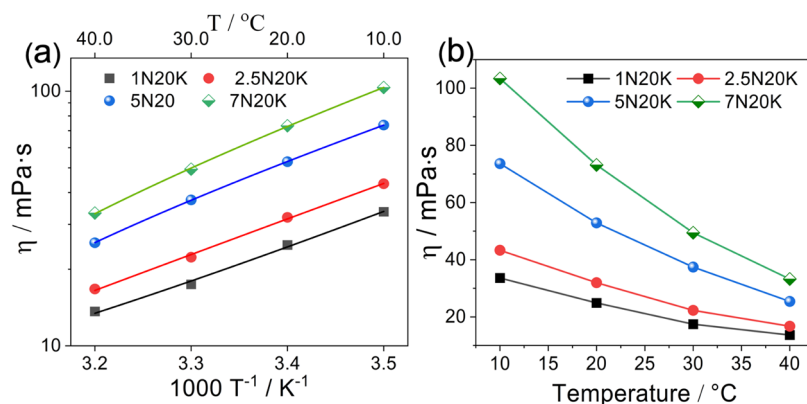 (a)
T / °C
40.0 30.0 20.0 10.0
1N20K 2.5N20K
5N20 7N20K
100
10
η / mPa·s
3.2 3.3 3.4 3.5
1000 T⁻¹ / K⁻¹
(b)
1N20K 2.5N20K
5N20K 7N20K
100
80
60
40
20
η / mPa·s
10 15 20 25 30 35 40
Temperature / °C